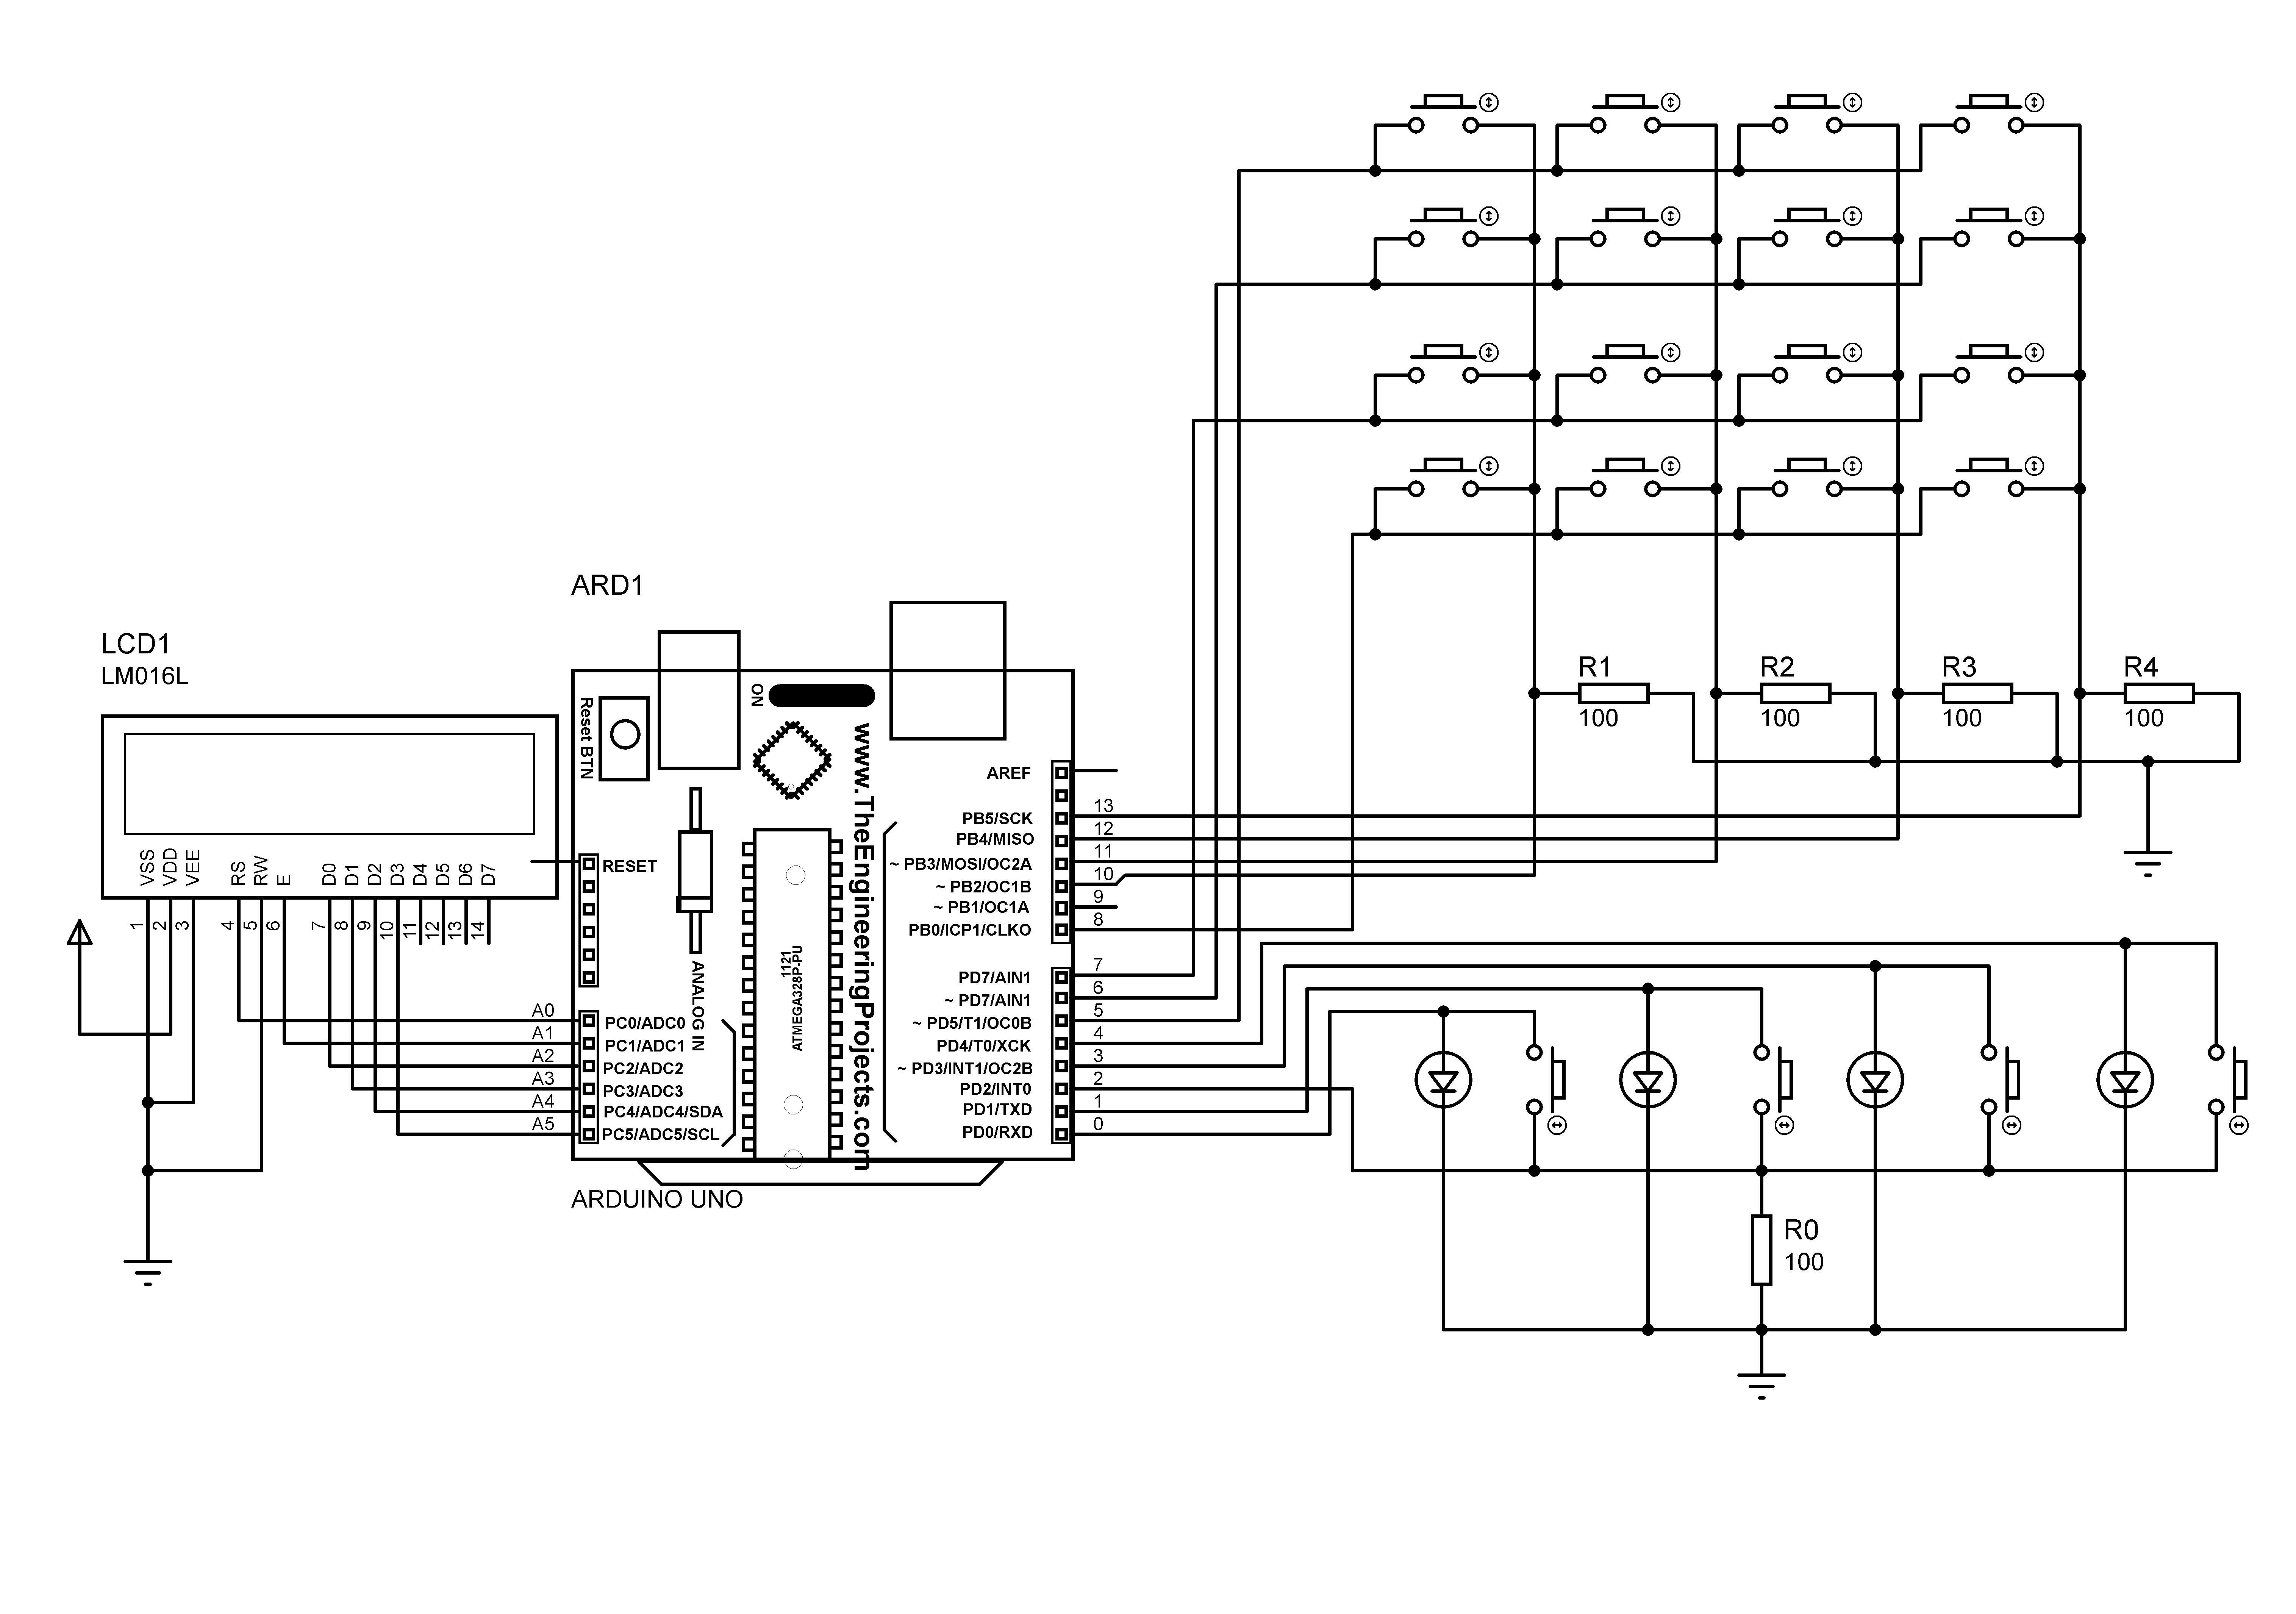 ARD1
LCD1
LM016L
R1
100
R2
100
R3
100
R4
100
Reset BTN
ON
www.TheEngineeringProjects.com
RESET
ANALOG IN
1121
ATMEGA328P-PU
AREF
PB5/SCK 13
PB4/MISO 12
~ PB3/MOSI/OC2A 11
~ PB2/OC1B 10
~ PB1/OC1A 9
PB0/ICP1/CLKO 8
PD7/AIN1 7
~ PD7/AIN1 6
~ PD5/T1/OC0B 5
PD4/T0/XCK 4
~ PD3/INT1/OC2B 3
PD2/INT0 2
PD1/TXD 1
PD0/RXD 0
VSS VDD VEE RS RW E D0 D1 D2 D3 D4 D5 D6 D7
1 2 3 4 5 6 7 8 9 10 11 12 13 14
A0 PC0/ADC0
A1 PC1/ADC1
A2 PC2/ADC2
A3 PC3/ADC3
A4 PC4/ADC4/SDA
A5 PC5/ADC5/SCL
ARDUINO UNO
R0
100